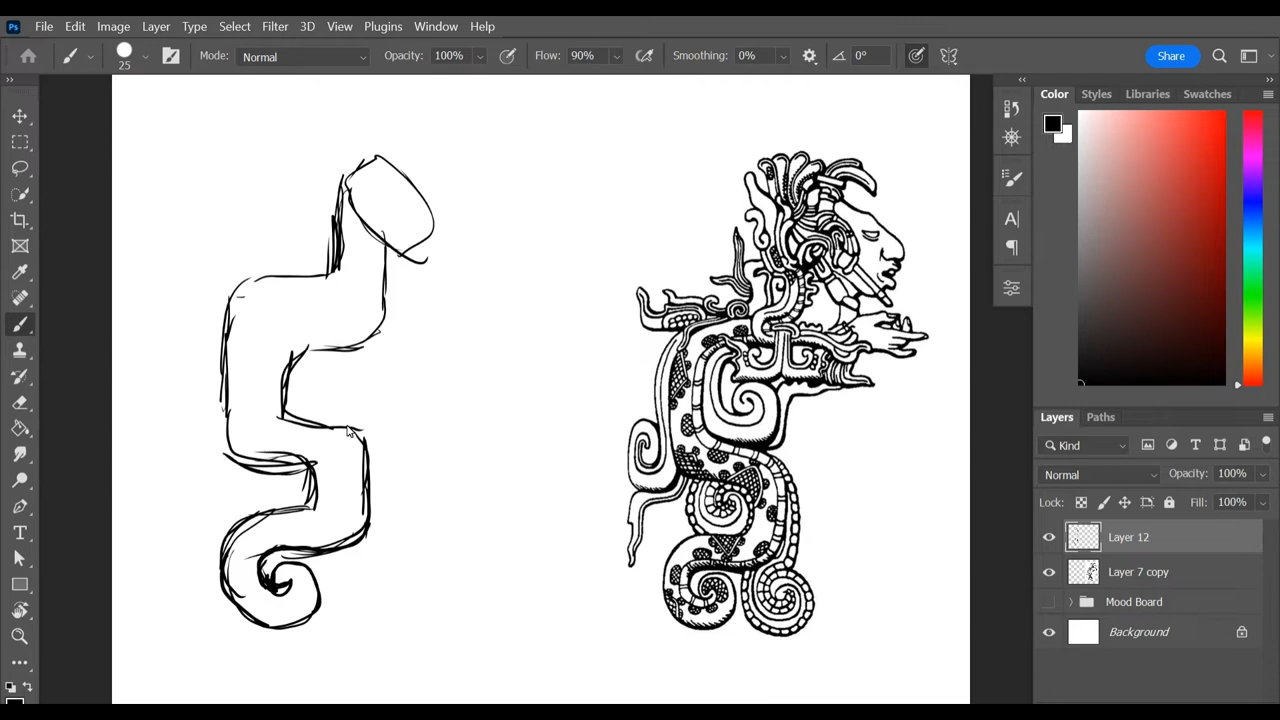 Ps File Edit Image Layer Type Select Filter 3D View Plugins Window Help
25 Mode: Normal Opacity: 100% Flow: 90% Smoothing: 0% 0° Share
Color Styles Libraries Swatches
Layers Paths
Kind
Normal Opacity: 100%
Lock: Fill: 100%
Layer 12
Layer 7 copy
Mood Board
Background